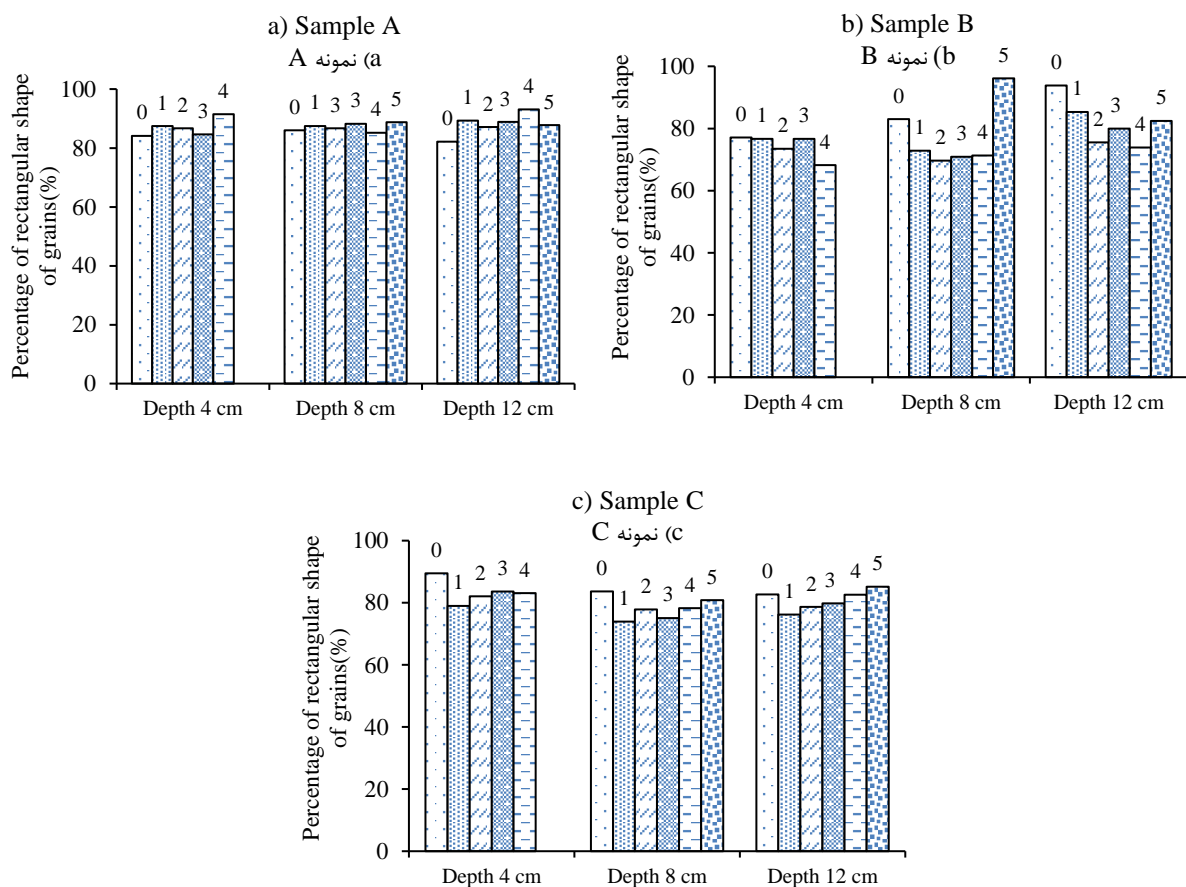 a) Sample A
a) نمونه A
Percentage of rectangular shape
of grains(%)
100
80
60
40
20
0
0 1 2 3 4
0 1 3 3 4 5
0 1 2 3 4 5
Depth 4 cm Depth 8 cm Depth 12 cm
b) Sample B
b) نمونه B
Percentage of rectangular shape
of grains(%)
100
80
60
40
20
0
0 1 2 3 4
0 1 2 3 4 5
0 1 2 3 4 5
Depth 4 cm Depth 8 cm Depth 12 cm
c) Sample C
c) نمونه C
Percentage of rectangular shape
of grains(%)
100
80
60
40
20
0
0 1 2 3 4
0 1 2 3 4 5
0 1 2 3 4 5
Depth 4 cm Depth 8 cm Depth 12 cm